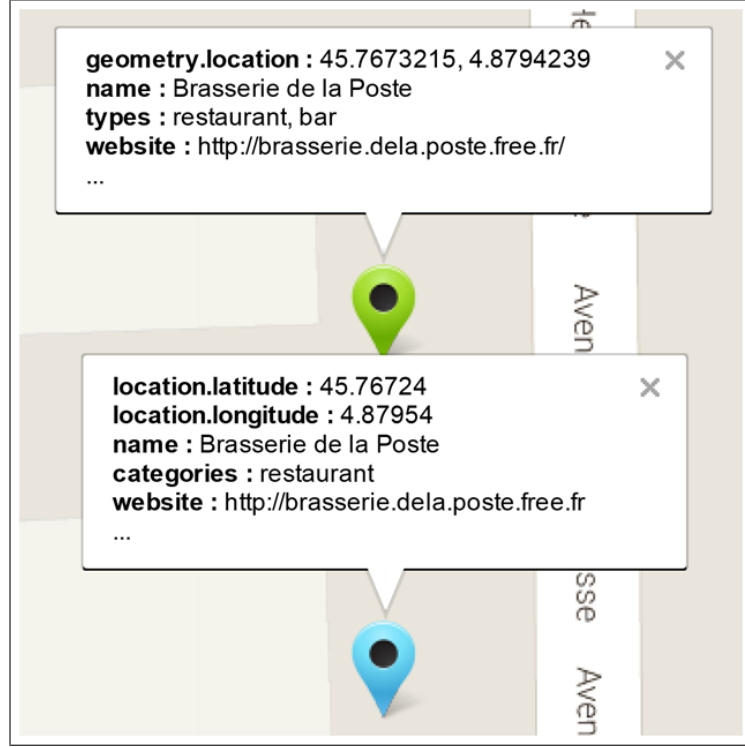 geometry.location : 45.7673215, 4.8794239
name : Brasserie de la Poste
types : restaurant, bar
website : http://brasserie.dela.poste.free.fr/
...
Aven
location.latitude : 45.76724
location.longitude : 4.87954
name : Brasserie de la Poste
categories : restaurant
website : http://brasserie.dela.poste.free.fr
...
sse
Aven